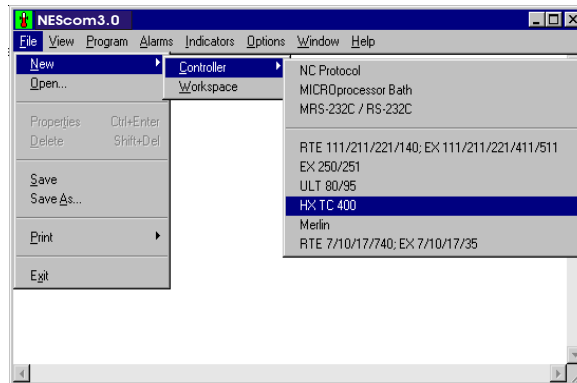 NEScom3.0
File View Program Alarms Indicators Options Window Help
New
Open...
Properties Ctrl+Enter
Delete Shift+Del
Save
Save As...
Print
Exit
Controller
Workspace
NC Protocol
MICROprocessor Bath
MRS-232C / RS-232C
RTE 111/211/221/140; EX 111/211/221/411/511
EX 250/251
ULT 80/95
HX TC 400
Merlin
RTE 7/10/17/740; EX 7/10/17/35